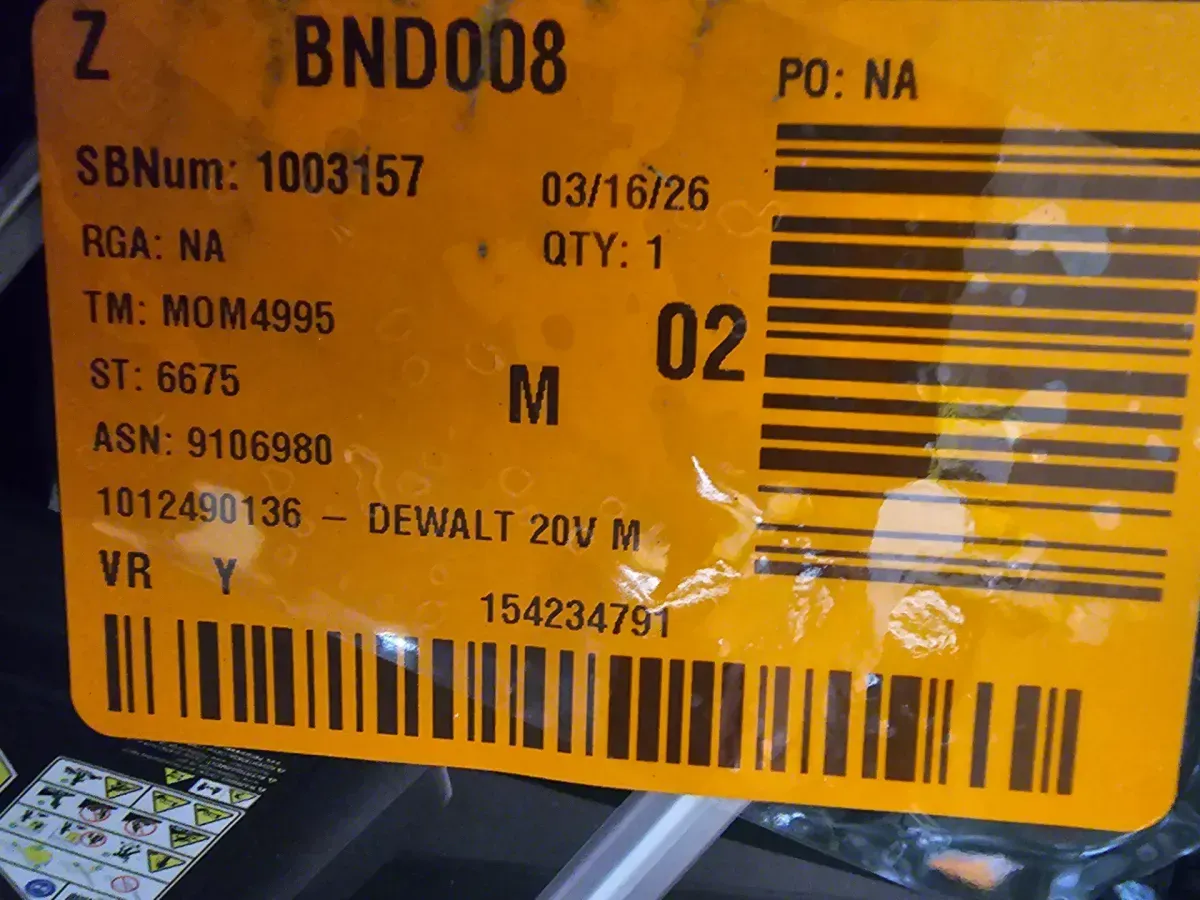 Z BND008 PO: NA
SBNum: 1003157 03/16/26
RGA: NA QTY: 1
TM: MOM4995 02
ST: 6675 M
ASN: 9106980
1012490136 – DEWALT 20V M
VR Y 154234791